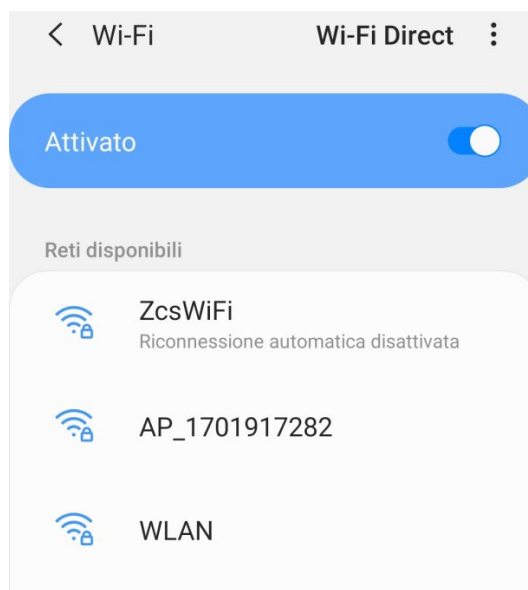 Wi-Fi Wi-Fi Direct
Attivato
Reti disponibili
ZcsWiFi
Riconnessione automatica disattivata
AP_1701917282
WLAN